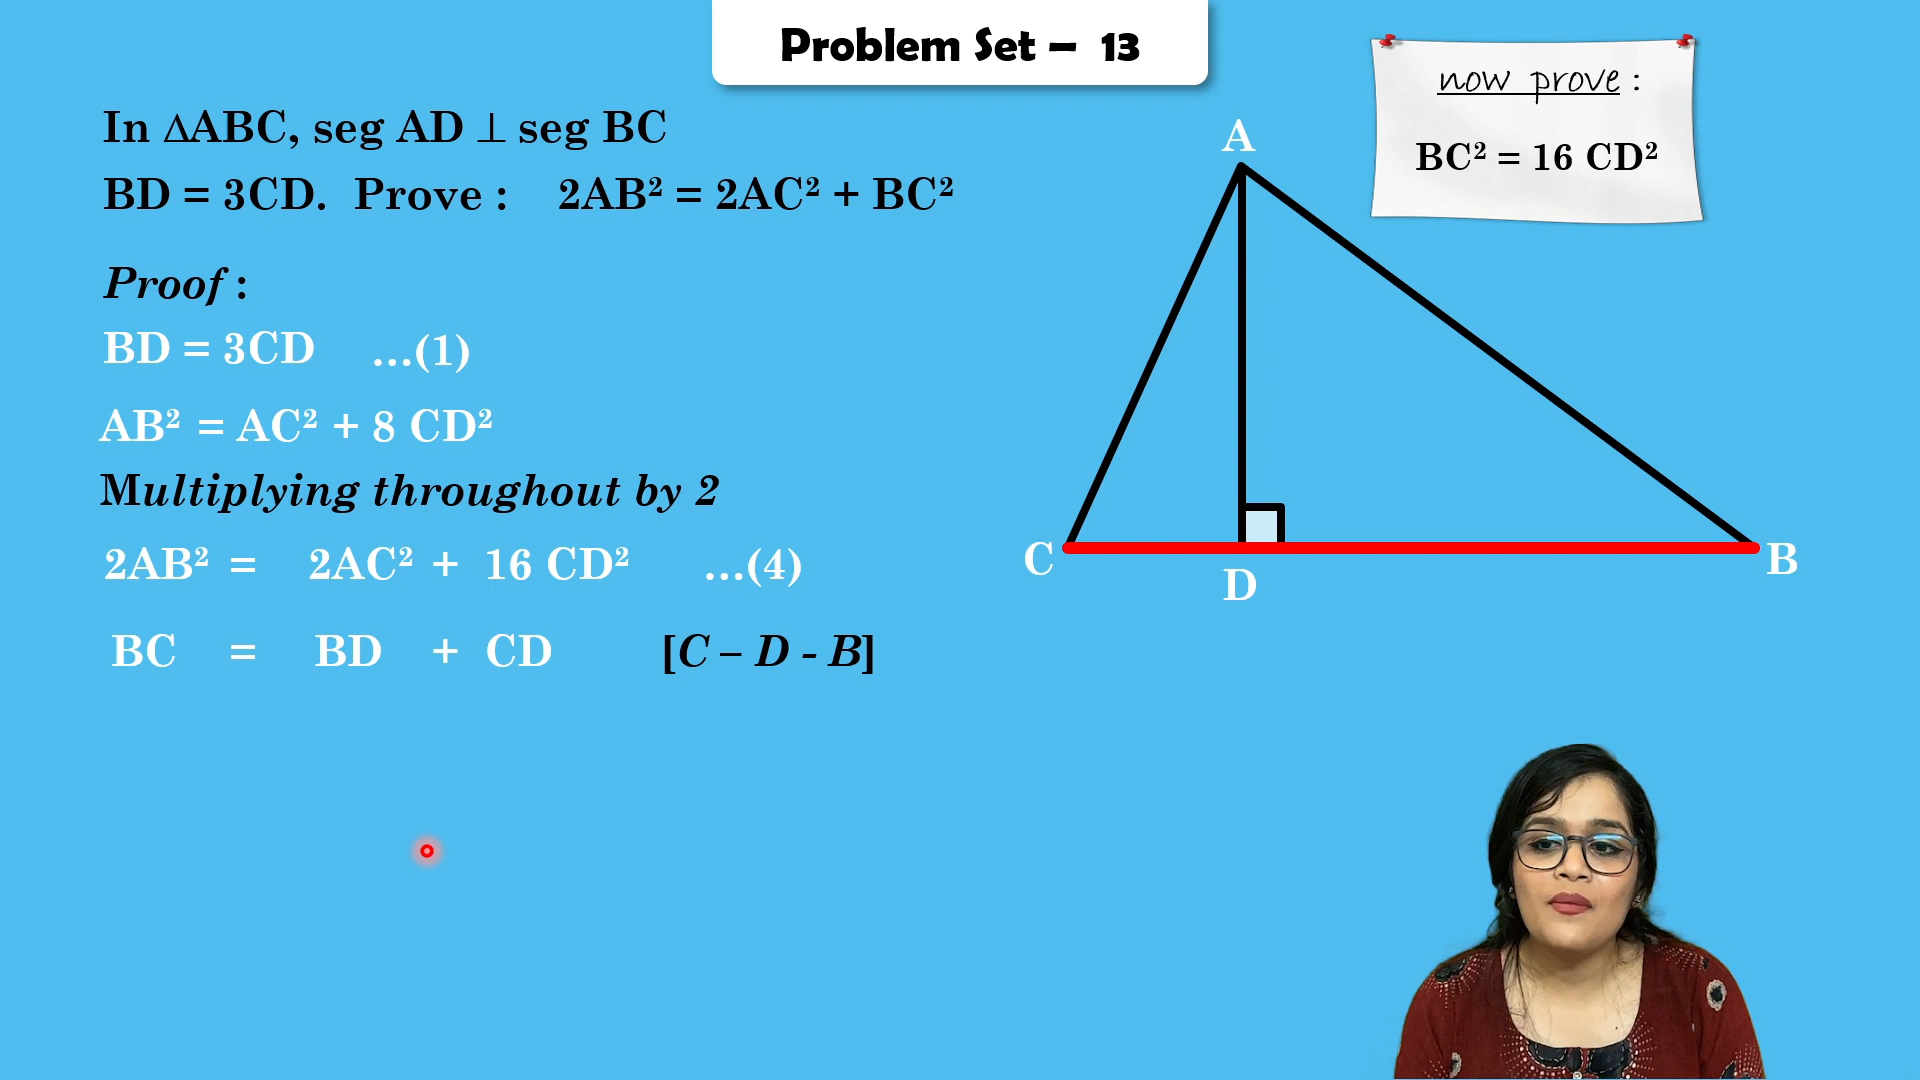 Problem Set – 13
now prove :
BC² = 16 CD²
In ∆ABC, seg AD ⊥ seg BC
BD = 3CD. Prove : 2AB² = 2AC² + BC²
Proof :
BD = 3CD ...(1)
AB² = AC² + 8 CD²
Multiplying throughout by 2
2AB² = 2AC² + 16 CD² ...(4)
BC = BD + CD [C – D - B]
A
C
D
B